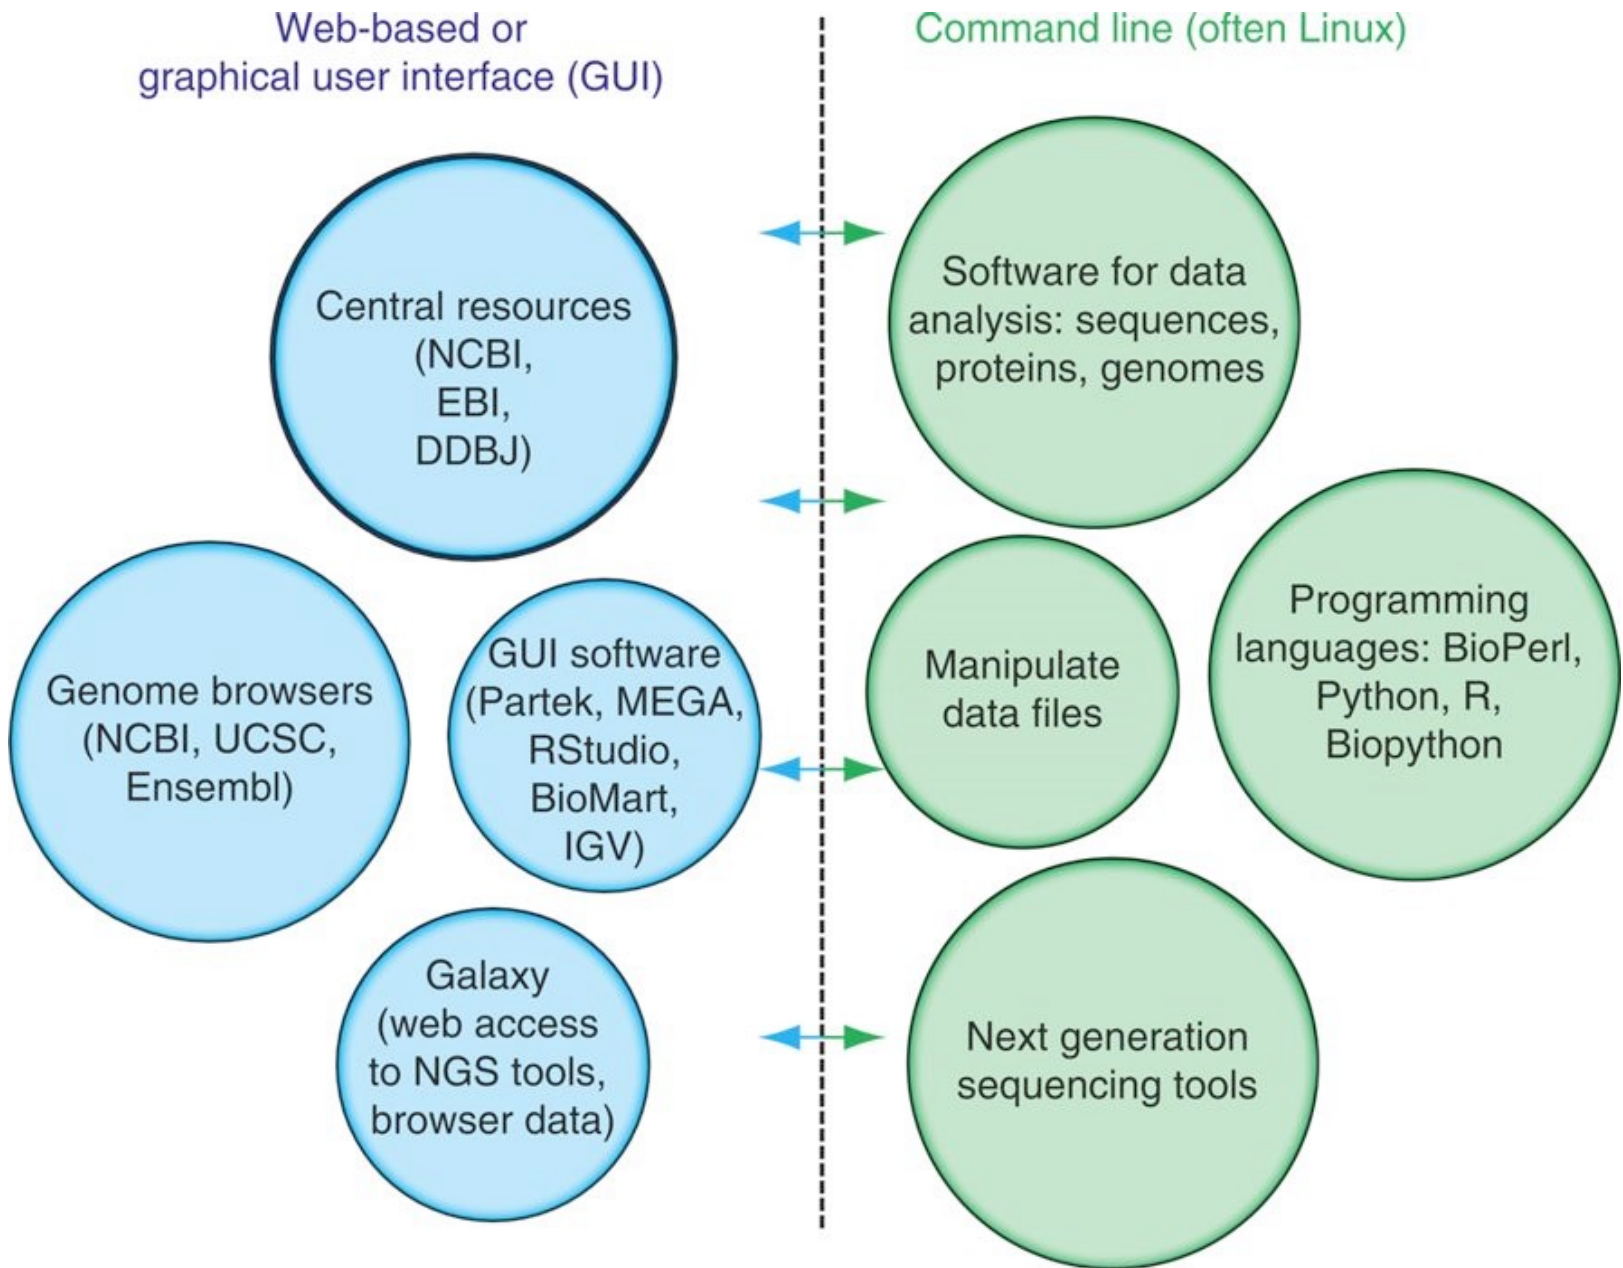 Web-based or
graphical user interface (GUI)
Command line (often Linux)
Central resources
(NCBI,
EBI,
DDBJ)
Genome browsers
(NCBI, UCSC,
Ensembl)
GUI software
(Partek, MEGA,
RStudio,
BioMart,
IGV)
Galaxy
(web access
to NGS tools,
browser data)
Software for data
analysis: sequences,
proteins, genomes
Manipulate
data files
Programming
languages: BioPerl,
Python, R,
Biopython
Next generation
sequencing tools